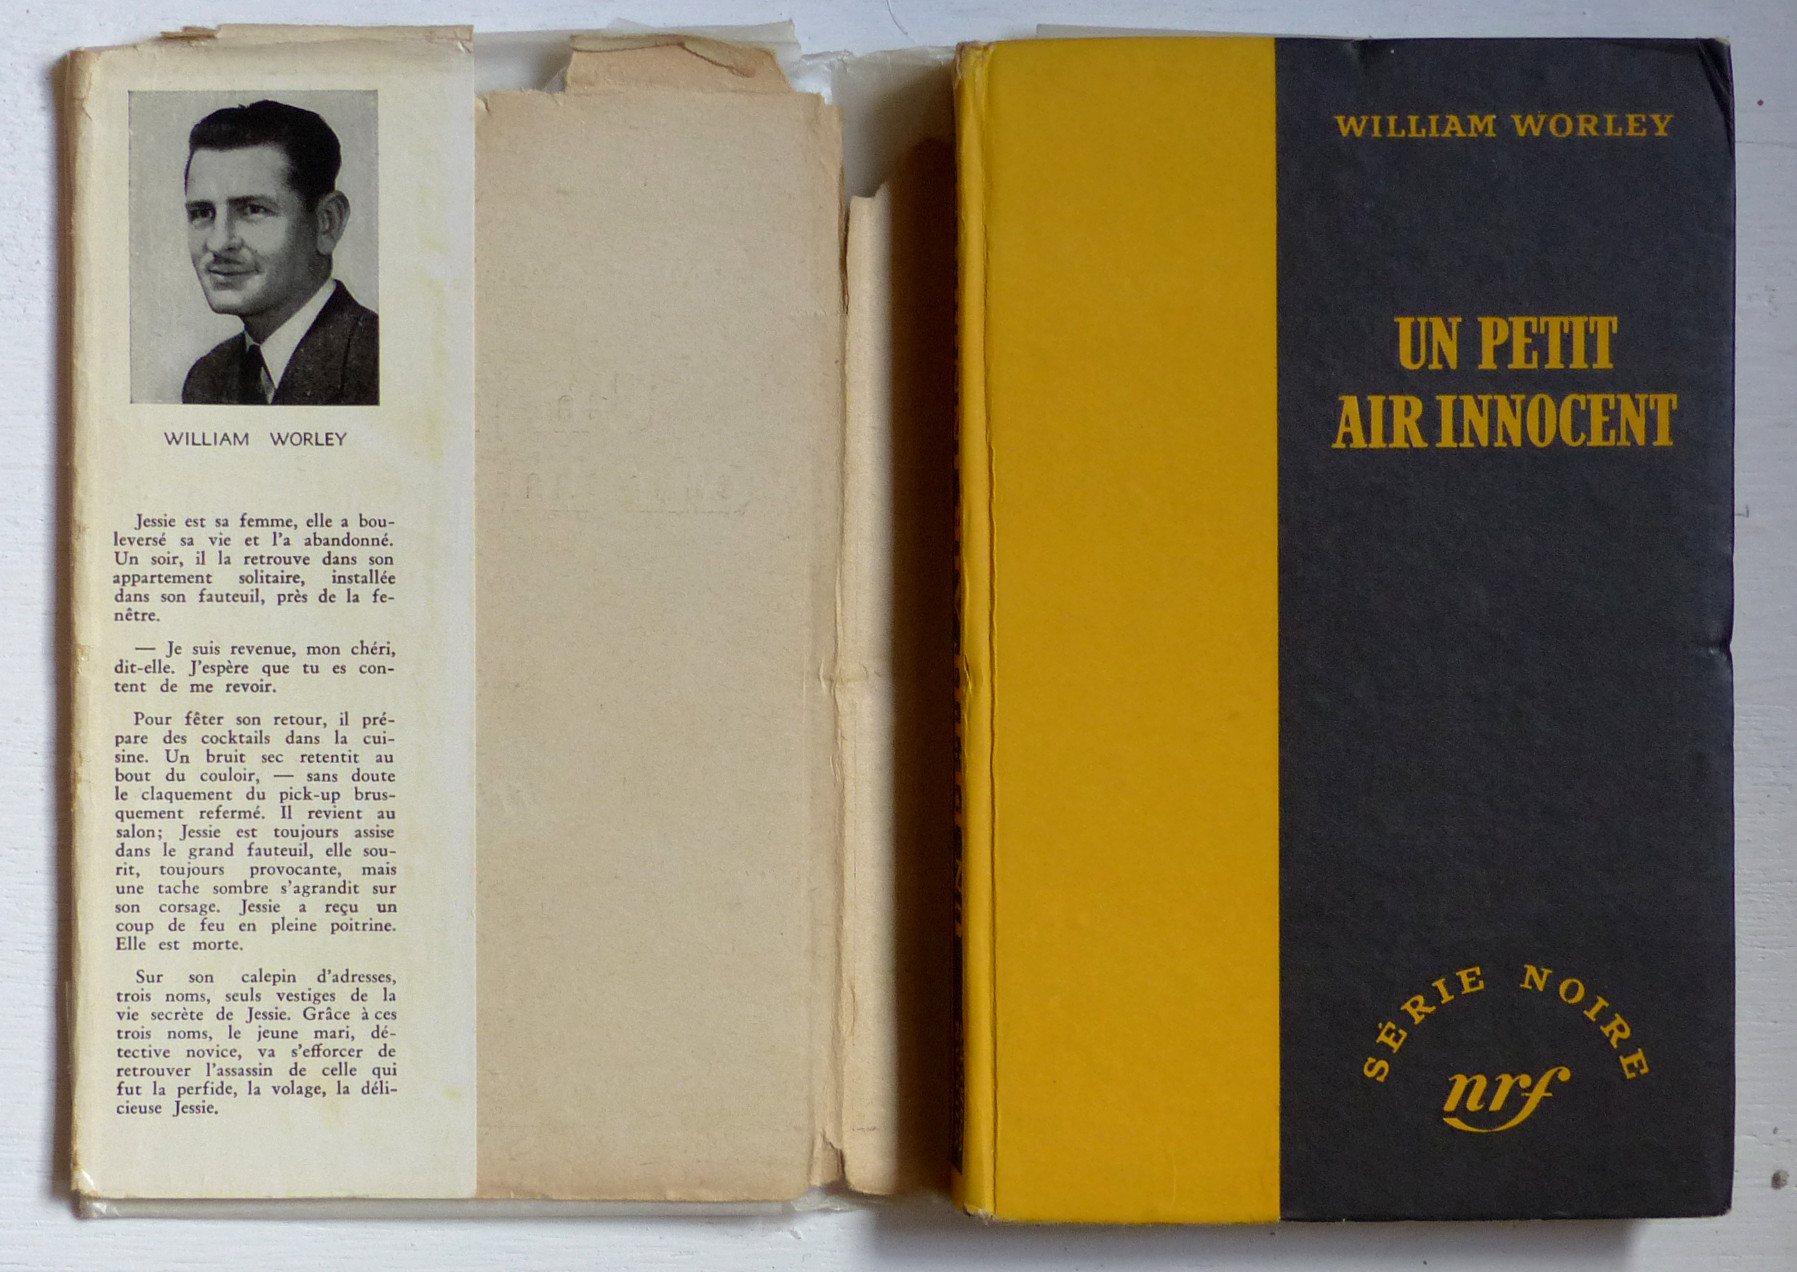 WILLIAM WORLEY
Jessie est sa femme, elle a bou-
leversé sa vie et l'a abandonné.
Un soir, il la retrouve dans son
appartement solitaire, installée
dans son fauteuil, près de la fe-
nêtre.
— Je suis revenue, mon chéri,
dit-elle. J'espère que tu es con-
tent de me revoir.
Pour fêter son retour, il pré-
pare des cocktails dans la cui-
sine. Un bruit sec retentit au
bout du couloir, — sans doute
le claquement du pick-up brus-
quement refermé. Il revient au
salon; Jessie est toujours assise
dans le grand fauteuil, elle sou-
rit, toujours provocante, mais
une tache sombre s'agrandit sur
son corsage. Jessie a reçu un
coup de feu en pleine poitrine.
Elle est morte.
Sur son calepin d'adresses,
trois noms, seuls vestiges de la
vie secrète de Jessie. Grâce à ces
trois noms, le jeune mari, dé-
tective novice, va s'efforcer de
retrouver l'assassin de celle qui
fut la perfide, la volage, la déli-
cieuse Jessie.
WILLIAM WORLEY
UN PETIT
AIR INNOCENT
SÉRIE NOIRE
nrf